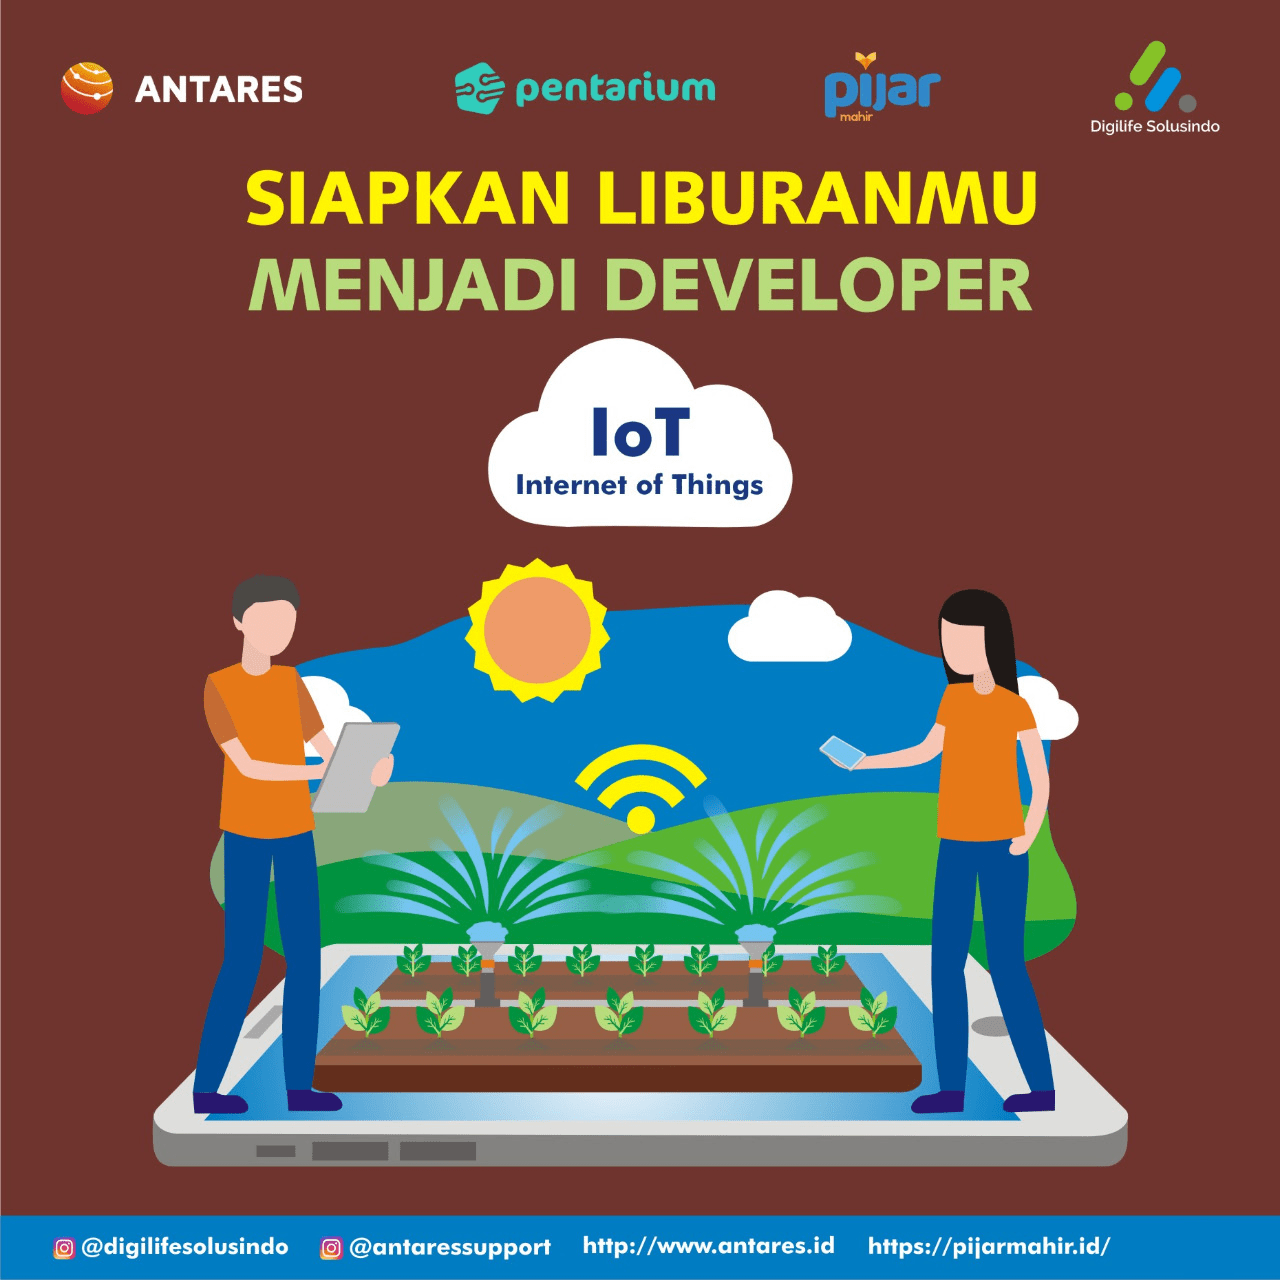 ANTARES
pentarium
pijar
mahir
Digilife Solusindo
SIAPKAN LIBURANMU
MENJADI DEVELOPER
IoT
Internet of Things
@digilifesolusindo
@antaressupport
http://www.antares.id
https://pijarmahir.id/